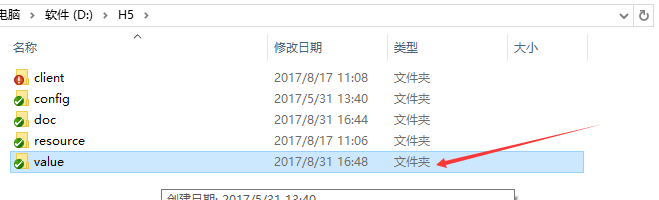 电脑 › 软件 (D:) › H5 ›
名称 修改日期 类型 大小
client 2017/8/17 11:08 文件夹
config 2017/5/31 13:40 文件夹
doc 2017/8/31 16:44 文件夹
resource 2017/8/17 11:06 文件夹
value 2017/8/31 16:48 文件夹
创建日期: 2017/5/31 13:40